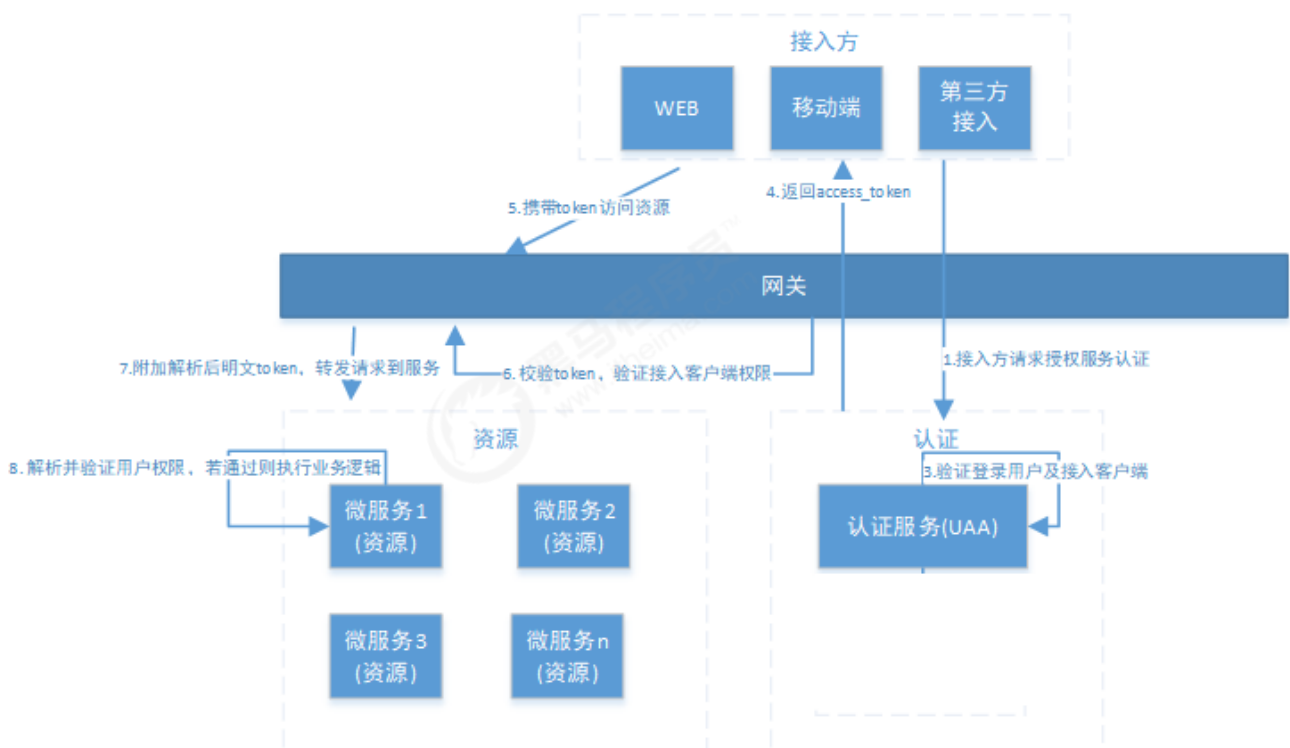 接入方
WEB
移动端
第三方
接入
4.返回access_token
5.携带token访问资源
网关
7.附加解析后明文token，转发请求到服务
6.校验token，验证接入客户端权限
1.接入方请求授权服务认证
资源
认证
8.解析并验证用户权限，若通过则执行业务逻辑
3.验证登录用户及接入客户端
微服务1
(资源)
微服务2
(资源)
认证服务(UAA)
微服务3
(资源)
微服务n
(资源)
黑马程序员